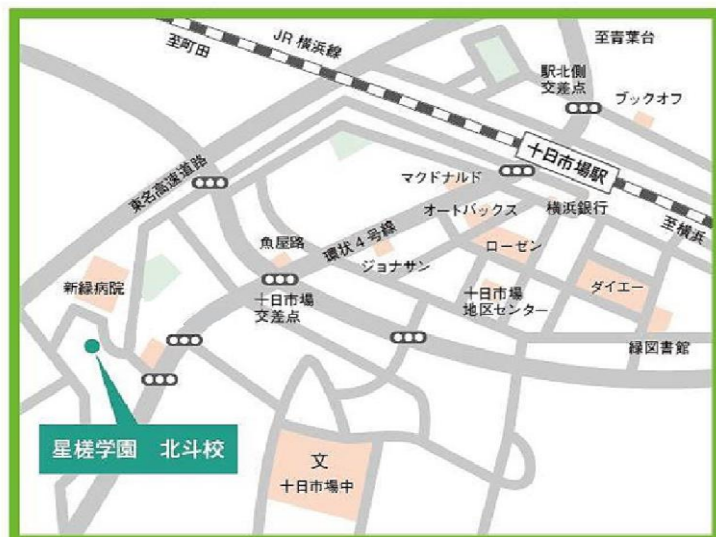 至町田
JR 横浜線
至青葉台
駅北側
交差点
ブックオフ
東名高速道路
十日市場駅
マクドナルド
オートバックス
横浜銀行
至横浜
魚屋路
環状4号線
ジョナサン
ローゼン
新緑病院
十日市場
交差点
十日市場
地区センター
ダイエー
緑図書館
星槎学園 北斗校
文
十日市場中